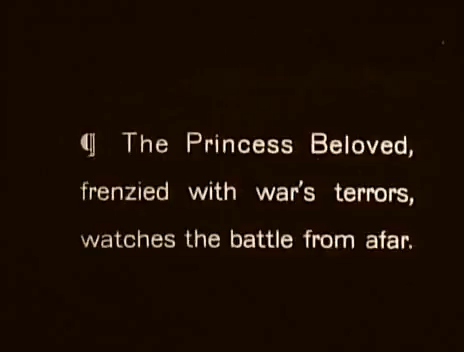 ¶ The Princess Beloved,
frenzied with war's terrors,
watches the battle from afar.